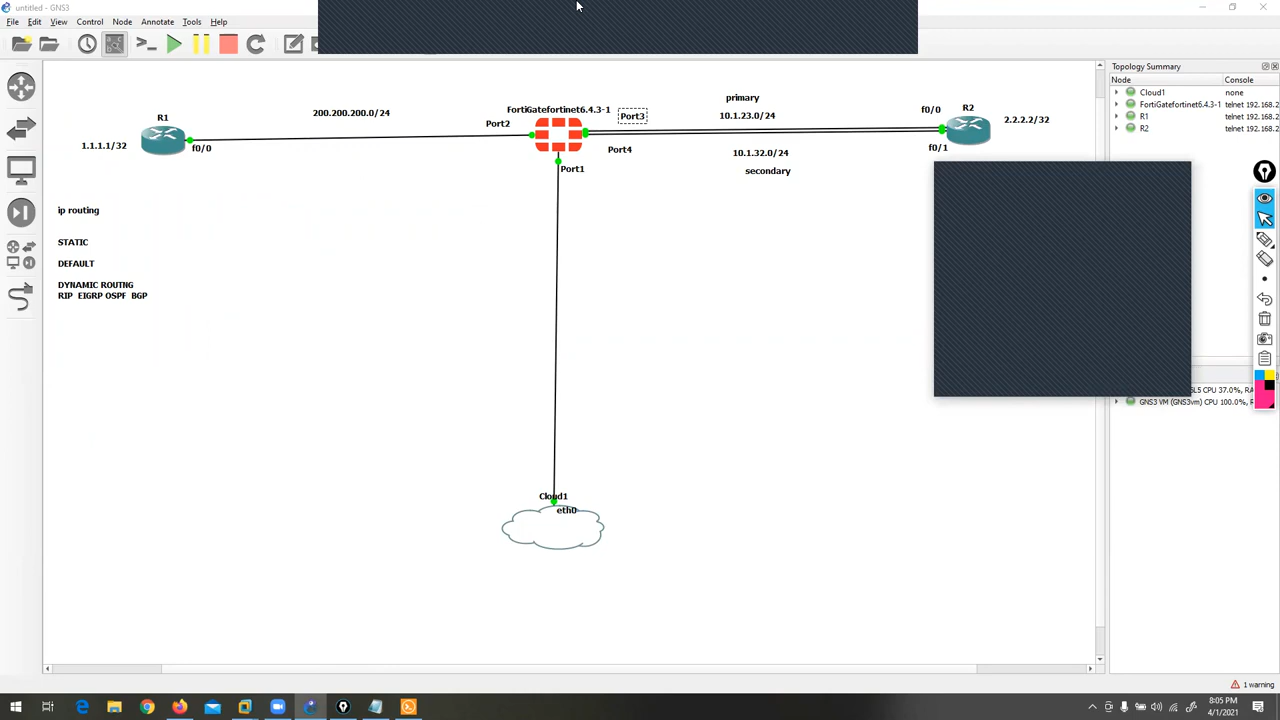 untitled - GNS3
File Edit View Control Node Annotate Tools Help
Topology Summary
Node Console
Cloud1 none
FortiGatefortinet6.4.3-1 telnet 192.168.2
R1 telnet 192.168.2
R2 telnet 192.168.2
primary
FortiGatefortinet6.4.3-1
Port3
f0/0
R2
R1
200.200.200.0/24
Port2
10.1.23.0/24
2.2.2.2/32
1.1.1.1/32
f0/0
Port4
10.1.32.0/24
f0/1
Port1
secondary
ip routing
STATIC
DEFAULT
DYNAMIC ROUTNG
RIP EIGRP OSPF BGP
CPU 37.0%,
GNS3 VM (GNS3vm) CPU 100.0%,
Cloud1
eth0
1 warning
8:05 PM
4/1/2021